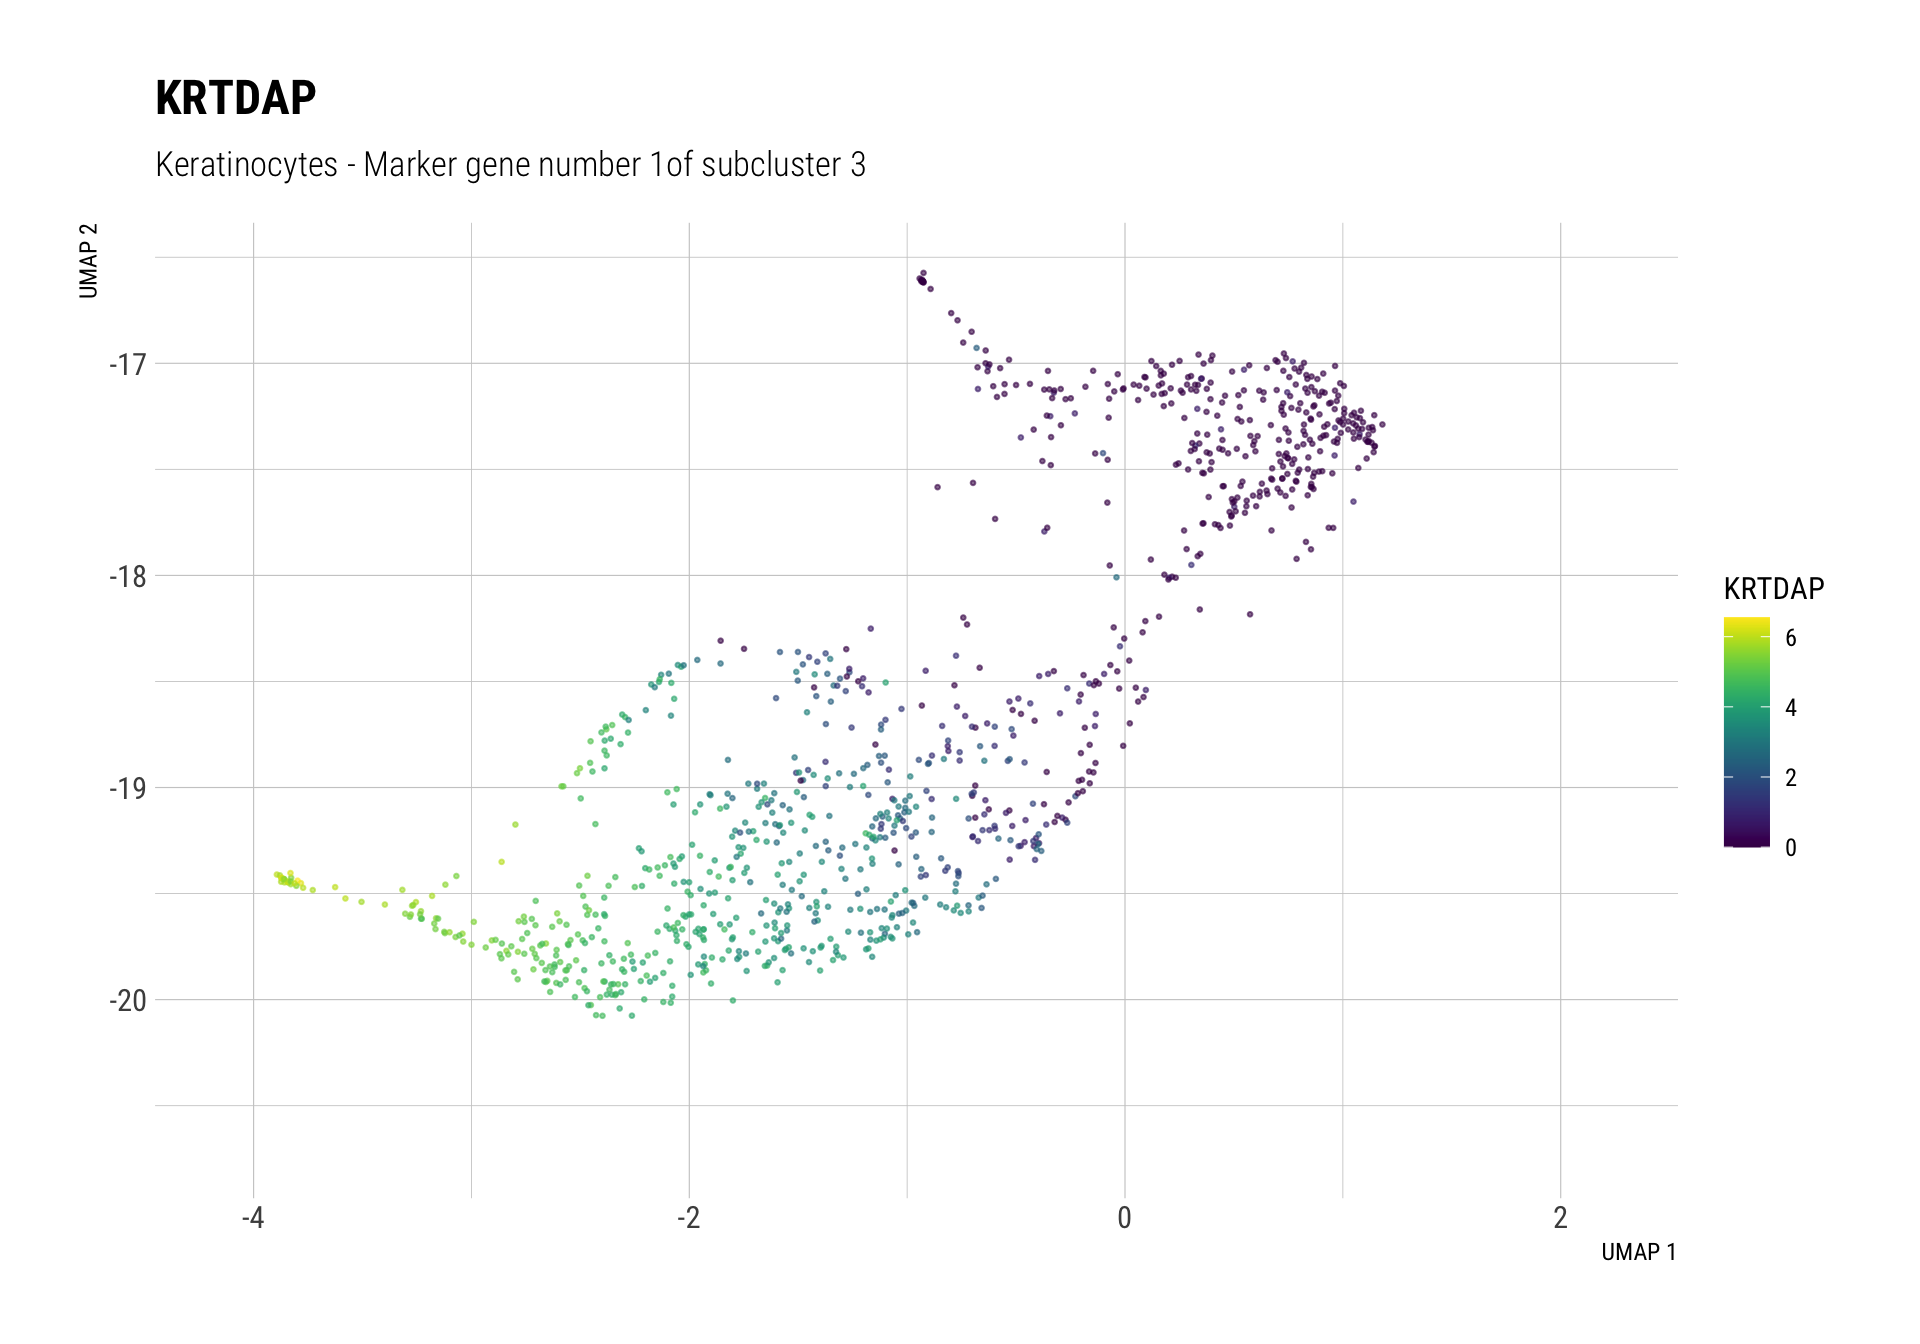 KRTDAP
Keratinocytes - Marker gene number 1of subcluster 3
UMAP 2
-17
-18
-19
-20
-4
-2
0
2
UMAP 1
KRTDAP
6
4
2
0